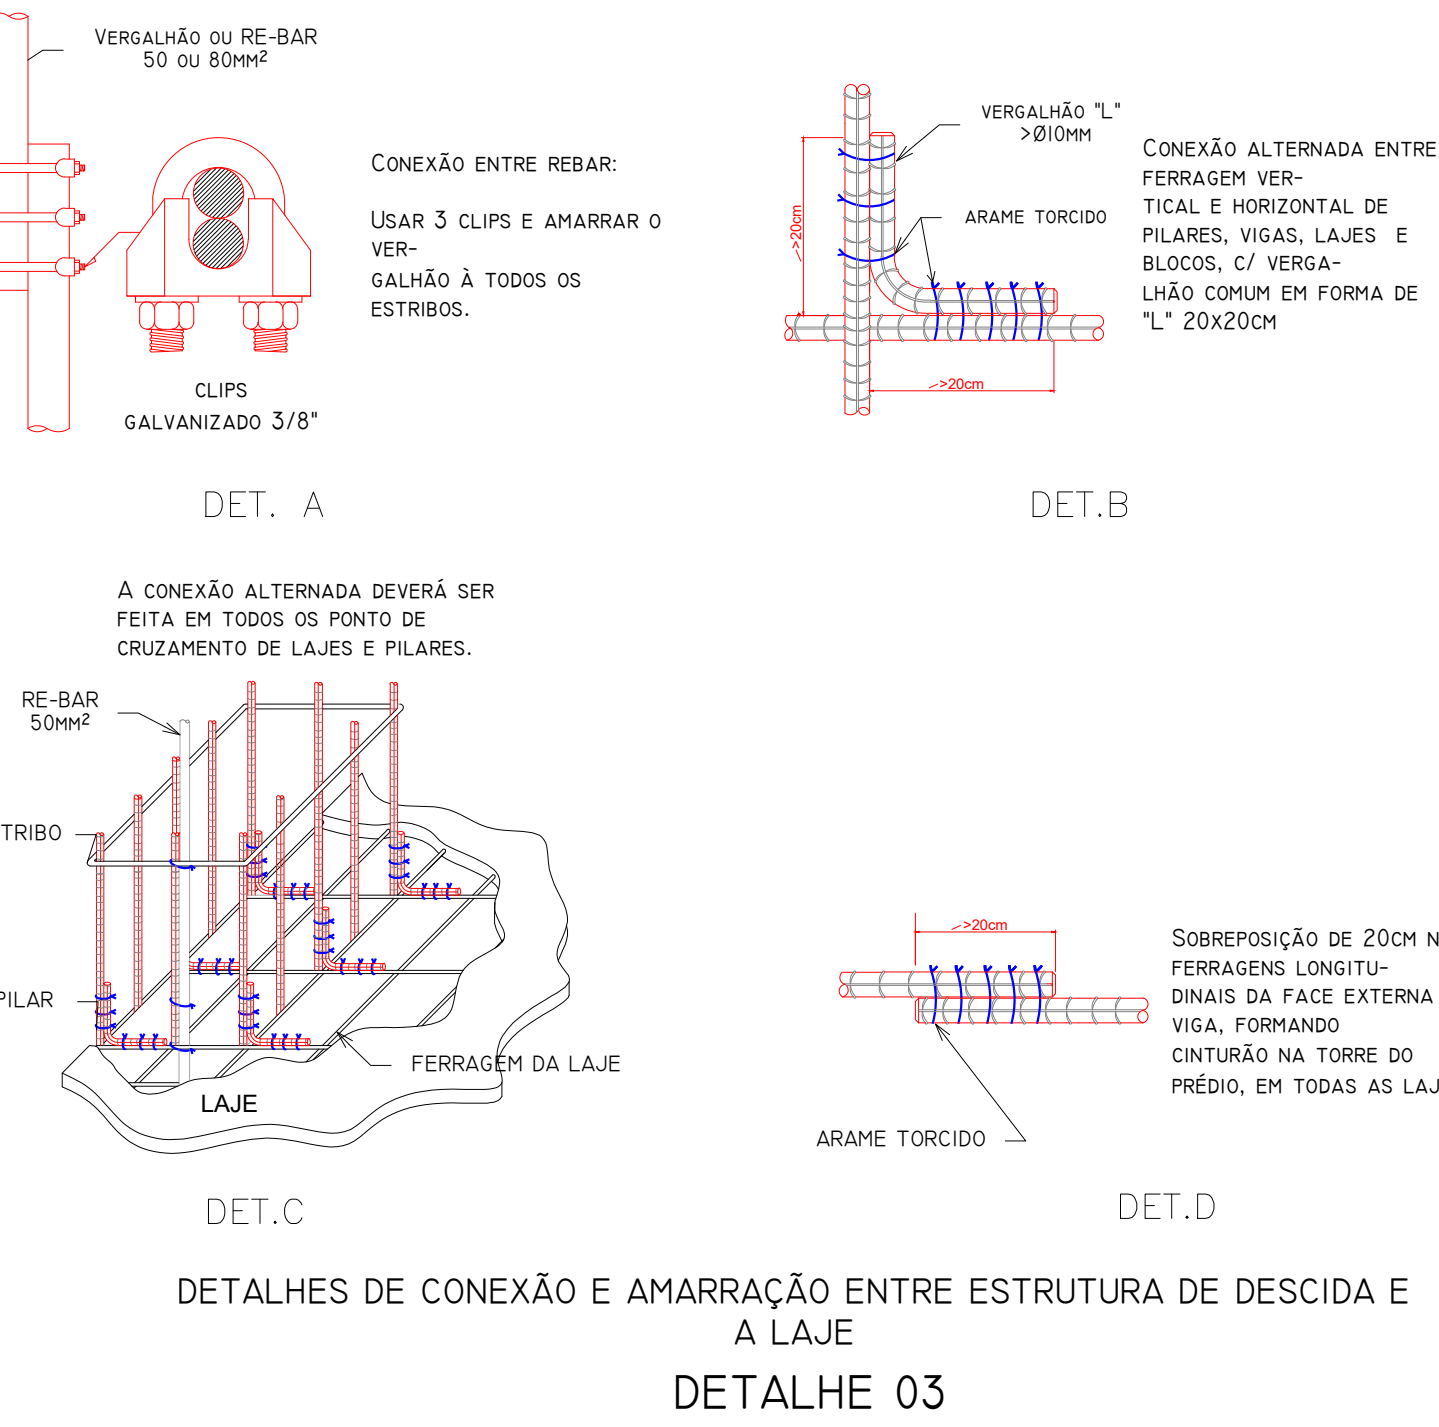 VERGALHÃO OU RE-BAR
50 OU 80MM²
CONEXÃO ENTRE REBAR:
USAR 3 CLIPS E AMARRAR O
VER-
GALHÃO À TODOS OS
ESTRIBOS.
CLIPS
GALVANIZADO 3/8"
DET. A
VERGALHÃO "L"
>Ø10MM
ARAME TORCIDO
>20cm
>20cm
CONEXÃO ALTERNADA ENTRE
FERRAGEM VER-
TICAL E HORIZONTAL DE
PILARES, VIGAS, LAJES E
BLOCOS, C/ VERGA-
LHÃO COMUM EM FORMA DE
"L" 20X20CM
DET.B
A CONEXÃO ALTERNADA DEVERÁ SER
FEITA EM TODOS OS PONTO DE
CRUZAMENTO DE LAJES E PILARES.
RE-BAR
50MM²
TRIBO
PILAR
FERRAGEM DA LAJE
LAJE
DET.C
>20cm
ARAME TORCIDO
SOBREPOSIÇÃO DE 20CM N
FERRAGENS LONGITU-
DINAIS DA FACE EXTERNA
VIGA, FORMANDO
CINTURÃO NA TORRE DO
PRÉDIO, EM TODAS AS LAJ
DET.D
DETALHES DE CONEXÃO E AMARRAÇÃO ENTRE ESTRUTURA DE DESCIDA E
A LAJE
DETALHE 03